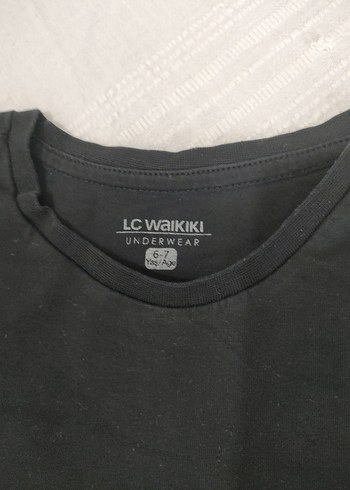 LC WAIKIKI
UNDERWEAR
6-7
Yaş/Age